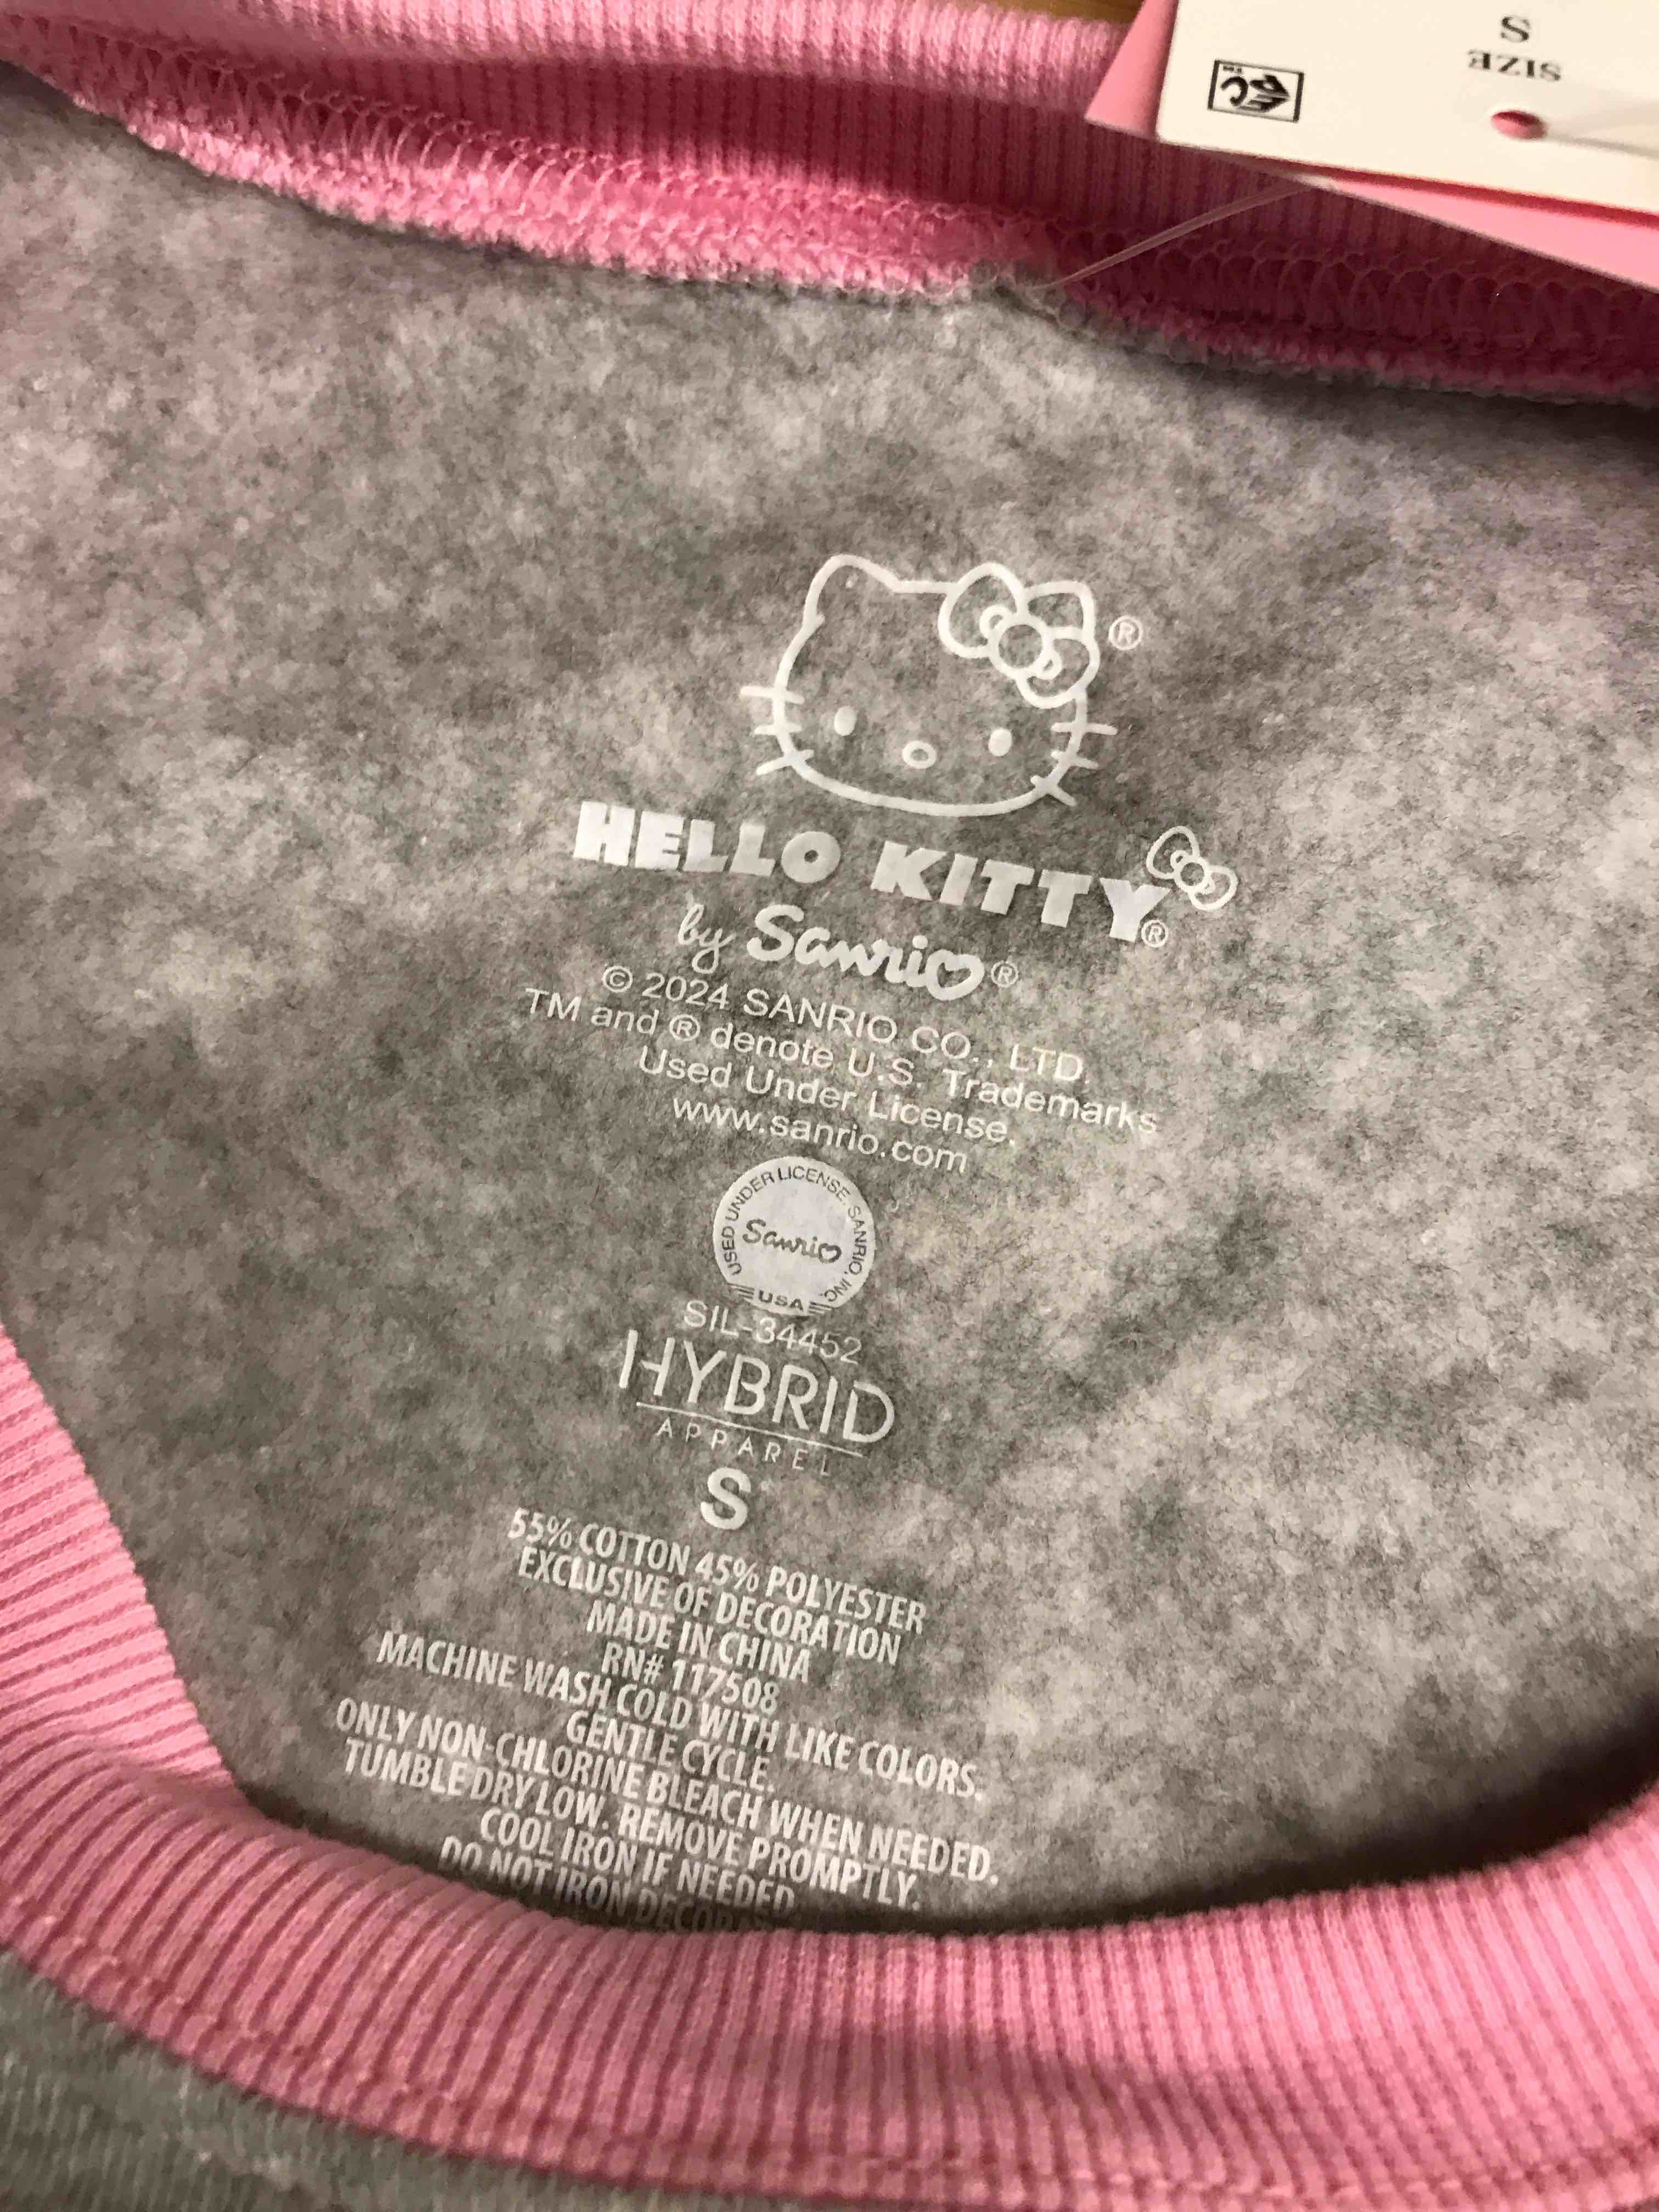 SIZE
S
HELLO KITTY®
by Sanrio®
© 2024 SANRIO CO., LTD.
TM and ® denote U.S. Trademarks
Used Under License.
www.sanrio.com
USED UNDER LICENSE, SANRIO, INC.
Sanrio
USA
SIL-34452
HYBRID
APPAREL
S
55% COTTON 45% POLYESTER
EXCLUSIVE OF DECORATION
MADE IN CHINA
RN# 117508
MACHINE WASH COLD WITH LIKE COLORS.
GENTLE CYCLE.
ONLY NON-CHLORINE BLEACH WHEN NEEDED.
TUMBLE DRY LOW. REMOVE PROMPTLY.
COOL IRON IF NEEDED
DO NOT IRON